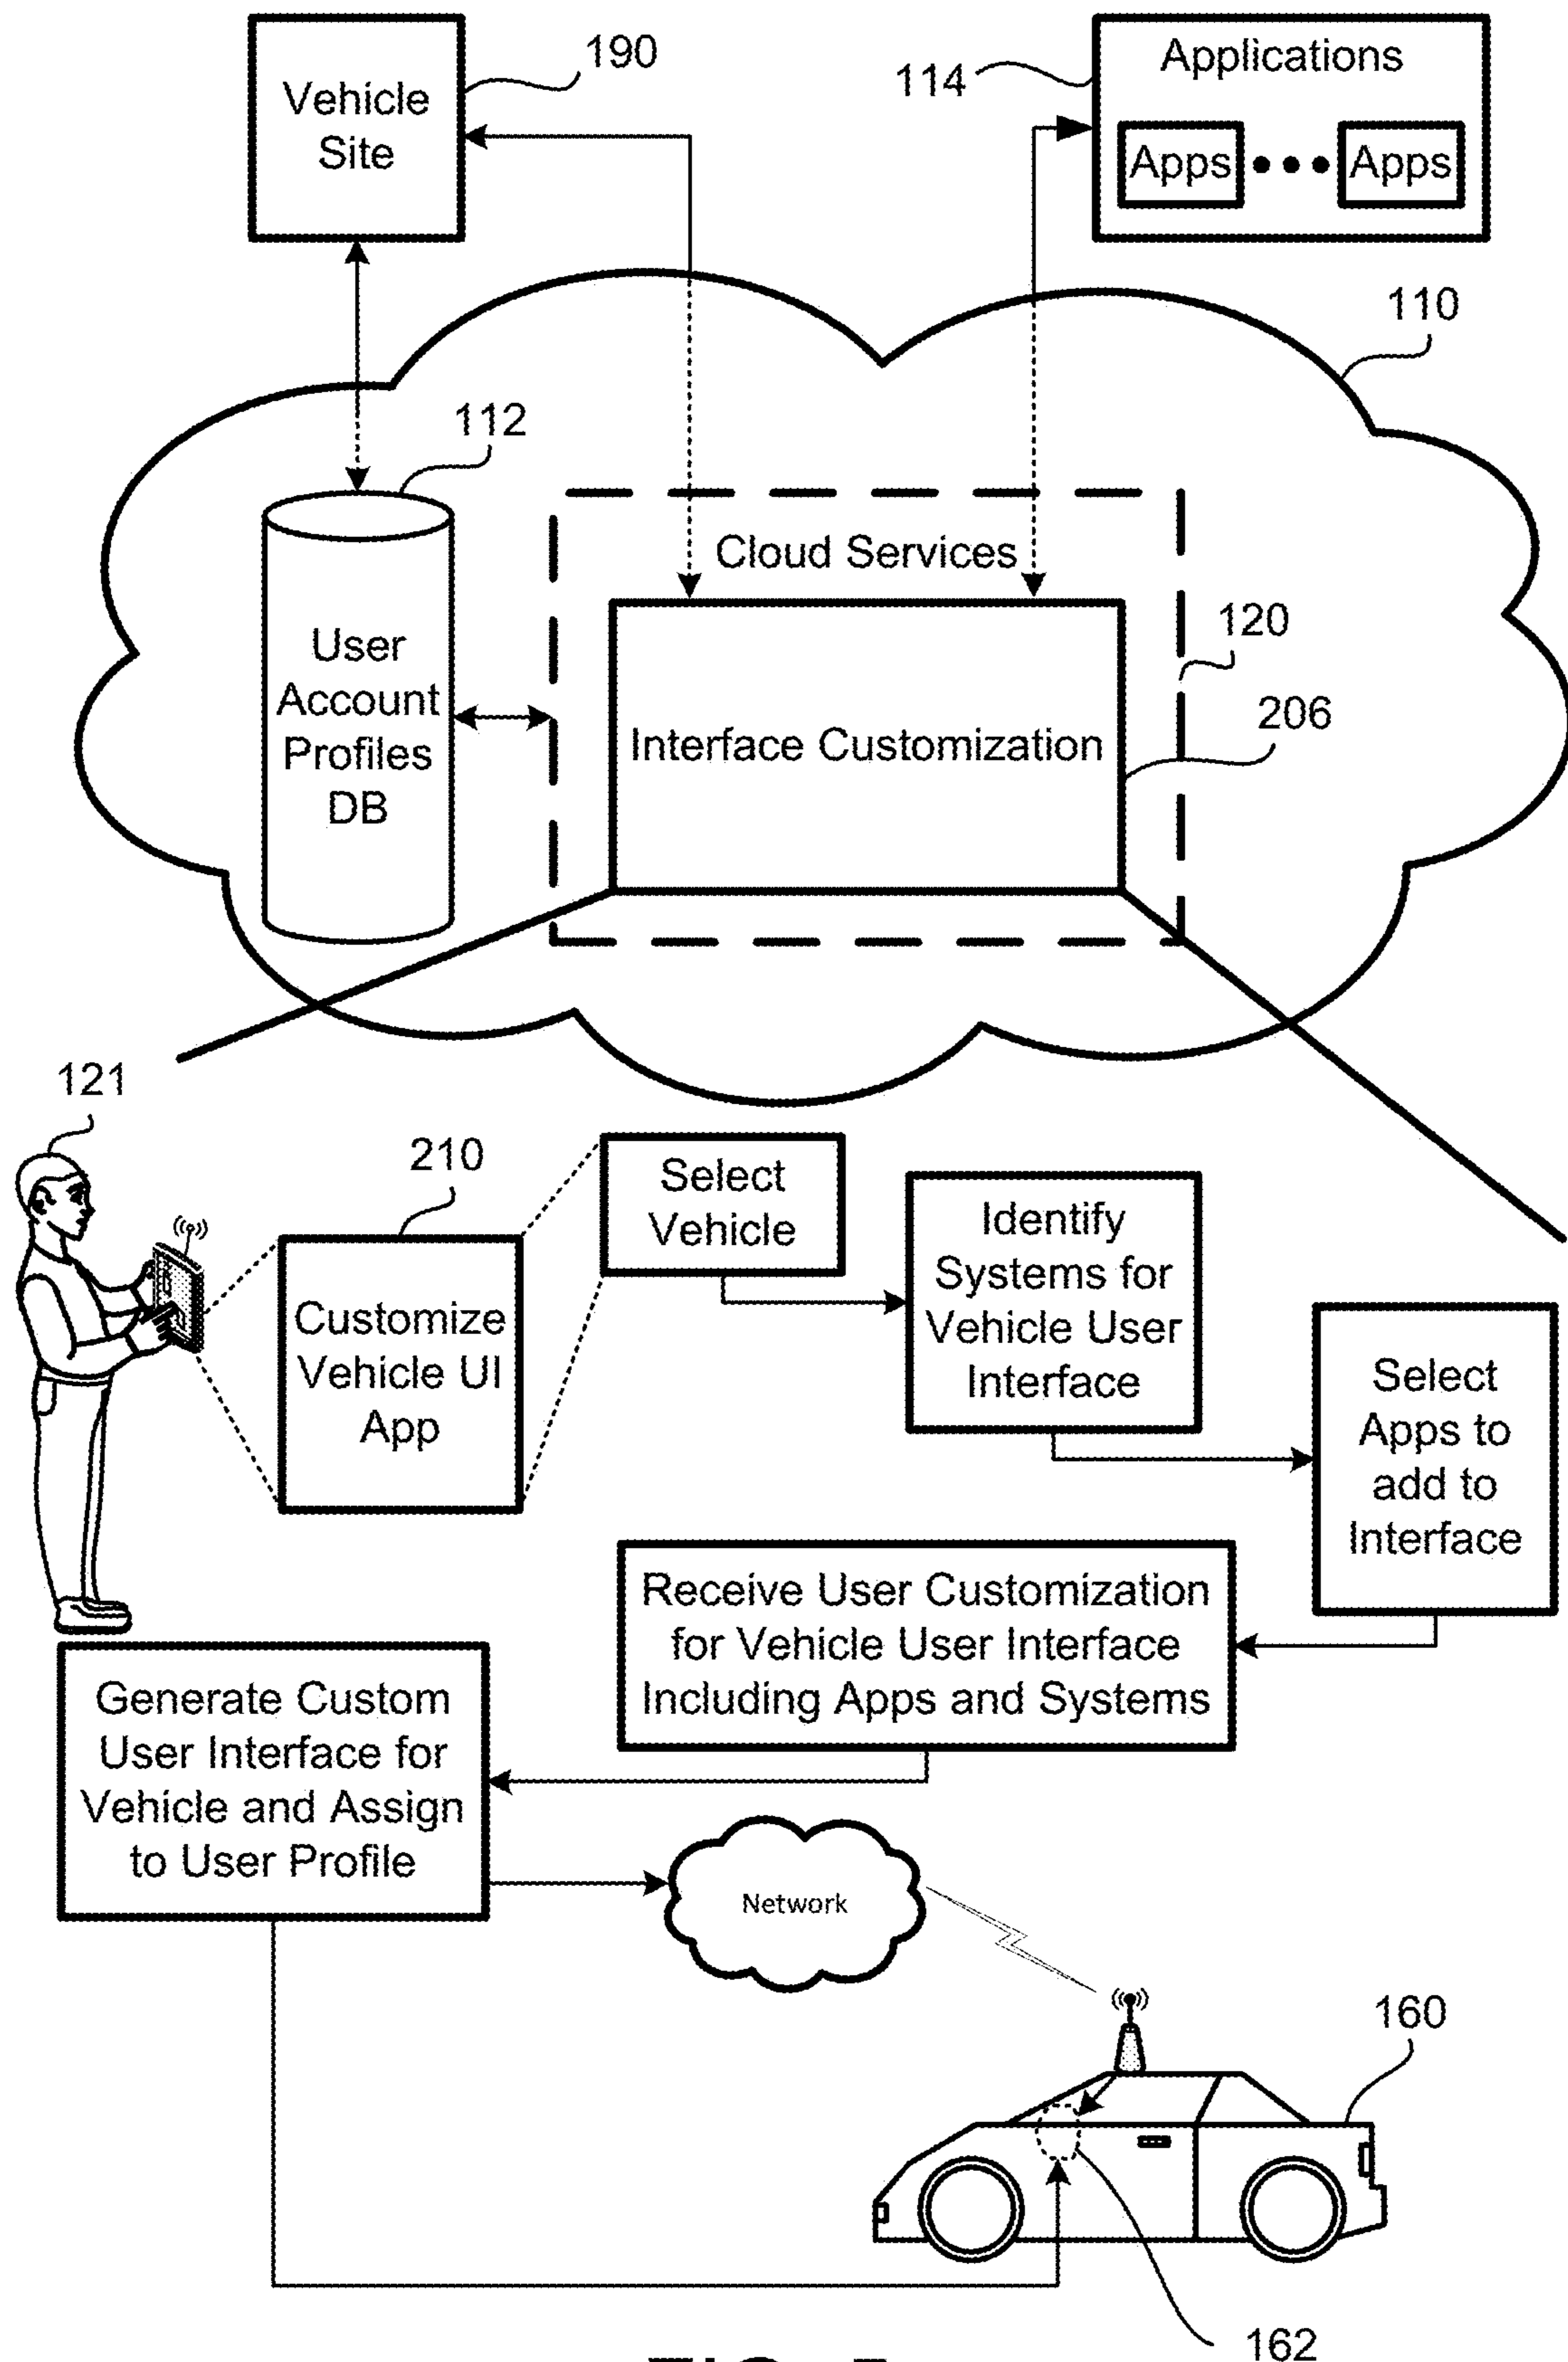 190
Vehicle
Site
114
Applications
Apps
Apps
110
112
Cloud Services
User
Account
Profiles
DB
120
206
Interface Customization
121
210
Customize
Vehicle UI
App
Select
Vehicle
Identify
Systems for
Vehicle User
Interface
Select
Apps to
add to
Interface
Receive User Customization
for Vehicle User Interface
Including Apps and Systems
Generate Custom
User Interface for
Vehicle and Assign
to User Profile
Network
160
162